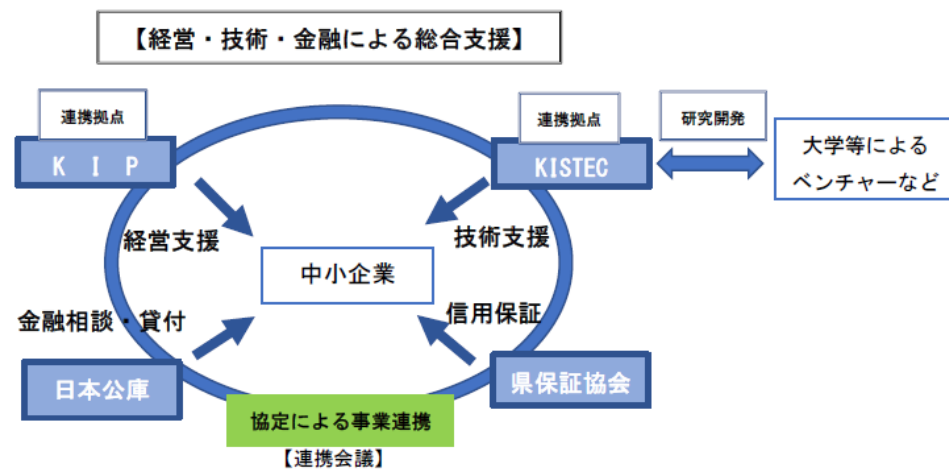 【経営・技術・金融による総合支援】
連携拠点
K I P
連携拠点
KISTEC
研究開発
大学等による
ベンチャーなど
経営支援
技術支援
中小企業
金融相談・貸付
信用保証
日本公庫
県保証協会
協定による事業連携
【連携会議】